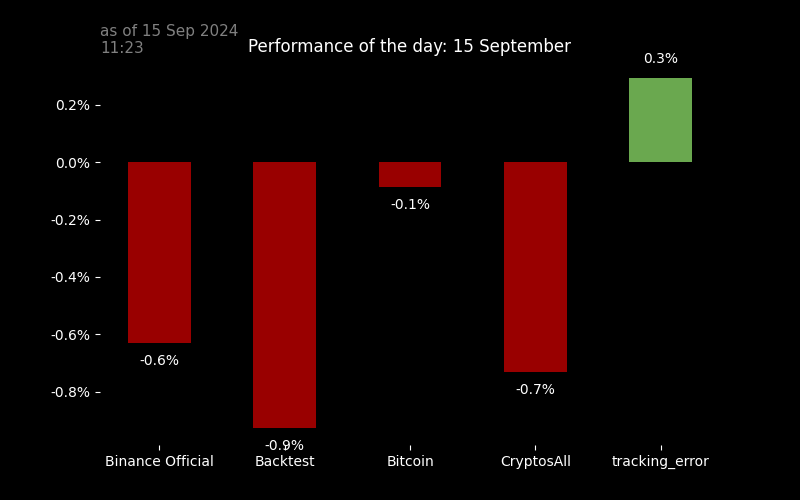 as of 15 Sep 2024
11:23
Performance of the day: 15 September
0.3%
0.2%
0.0%
-0.2%
-0.1%
-0.4%
-0.6%
-0.6%
-0.8%
-0.7%
-0.9%
Binance Official
Backtest
Bitcoin
CryptosAll
tracking_error